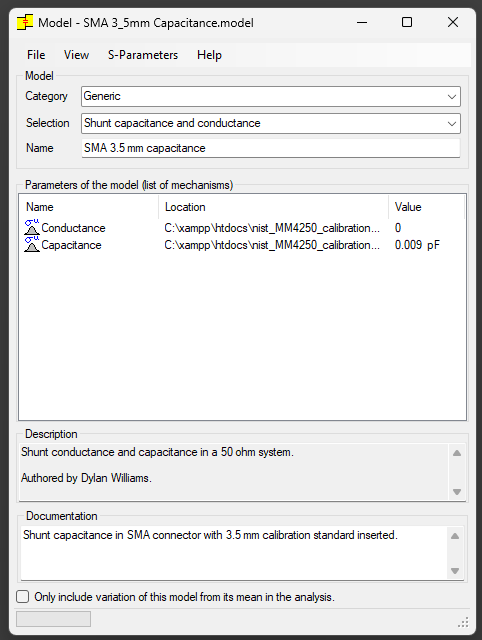 Model - SMA 3_5mm Capacitance.model
File View S-Parameters Help
Model
Category Generic
Selection Shunt capacitance and conductance
Name SMA 3.5 mm capacitance
Parameters of the model (list of mechanisms)
Name Location Value
Conductance C:\xampp\htdocs\nist_MM4250_calibration... 0
Capacitance C:\xampp\htdocs\nist_MM4250_calibration... 0.009 pF
Description
Shunt conductance and capacitance in a 50 ohm system.
Authored by Dylan Williams.
Documentation
Shunt capacitance in SMA connector with 3.5 mm calibration standard inserted.
Only include variation of this model from its mean in the analysis.